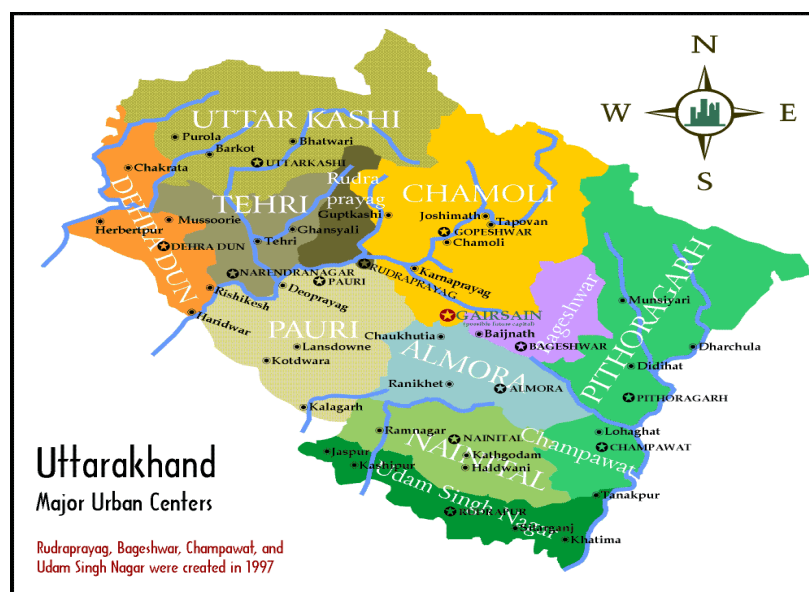 N
W
E
S
UTTAR KASHI
Purola
Barkot
Bhatwari
UTTARKASHI
Chakrata
DEHRADUN
Herbertpur
Mussoorie
DEHRA DUN
TEHRI
Tehri
Ghansyali
NARENDRANAGAR
Rudra
prayag
Guptkashi
RUDRAPRAYAG
CHAMOLI
Joshimath
Tapovan
GOPESHWAR
Chamoli
Karnaprayag
GAIRSAIN
(possible future capital)
PAURI
Deoprayag
Rishikesh
Haridwar
PAURI
Lansdowne
Kotdwara
Kalagarh
Chaukhutia
ALMORA
Ranikhet
ALMORA
Baijnath
BAGESHWAR
Bageshwar
PITHORAGARH
Munsiyari
Dharchula
Didihat
PITHORAGARH
Lohaghat
CHAMPAWAT
Champawat
Tanakpur
Ramnagar
NAINITAL
NAINITAL
Kathgodam
Haldwani
Jaspur
Kashipur
Udam Singh Nagar
RUDRAPUR
Sitarganj
Khatima
Uttarakhand
Major Urban Centers
Rudraprayag, Bageshwar, Champawat, and
Udam Singh Nagar were created in 1997